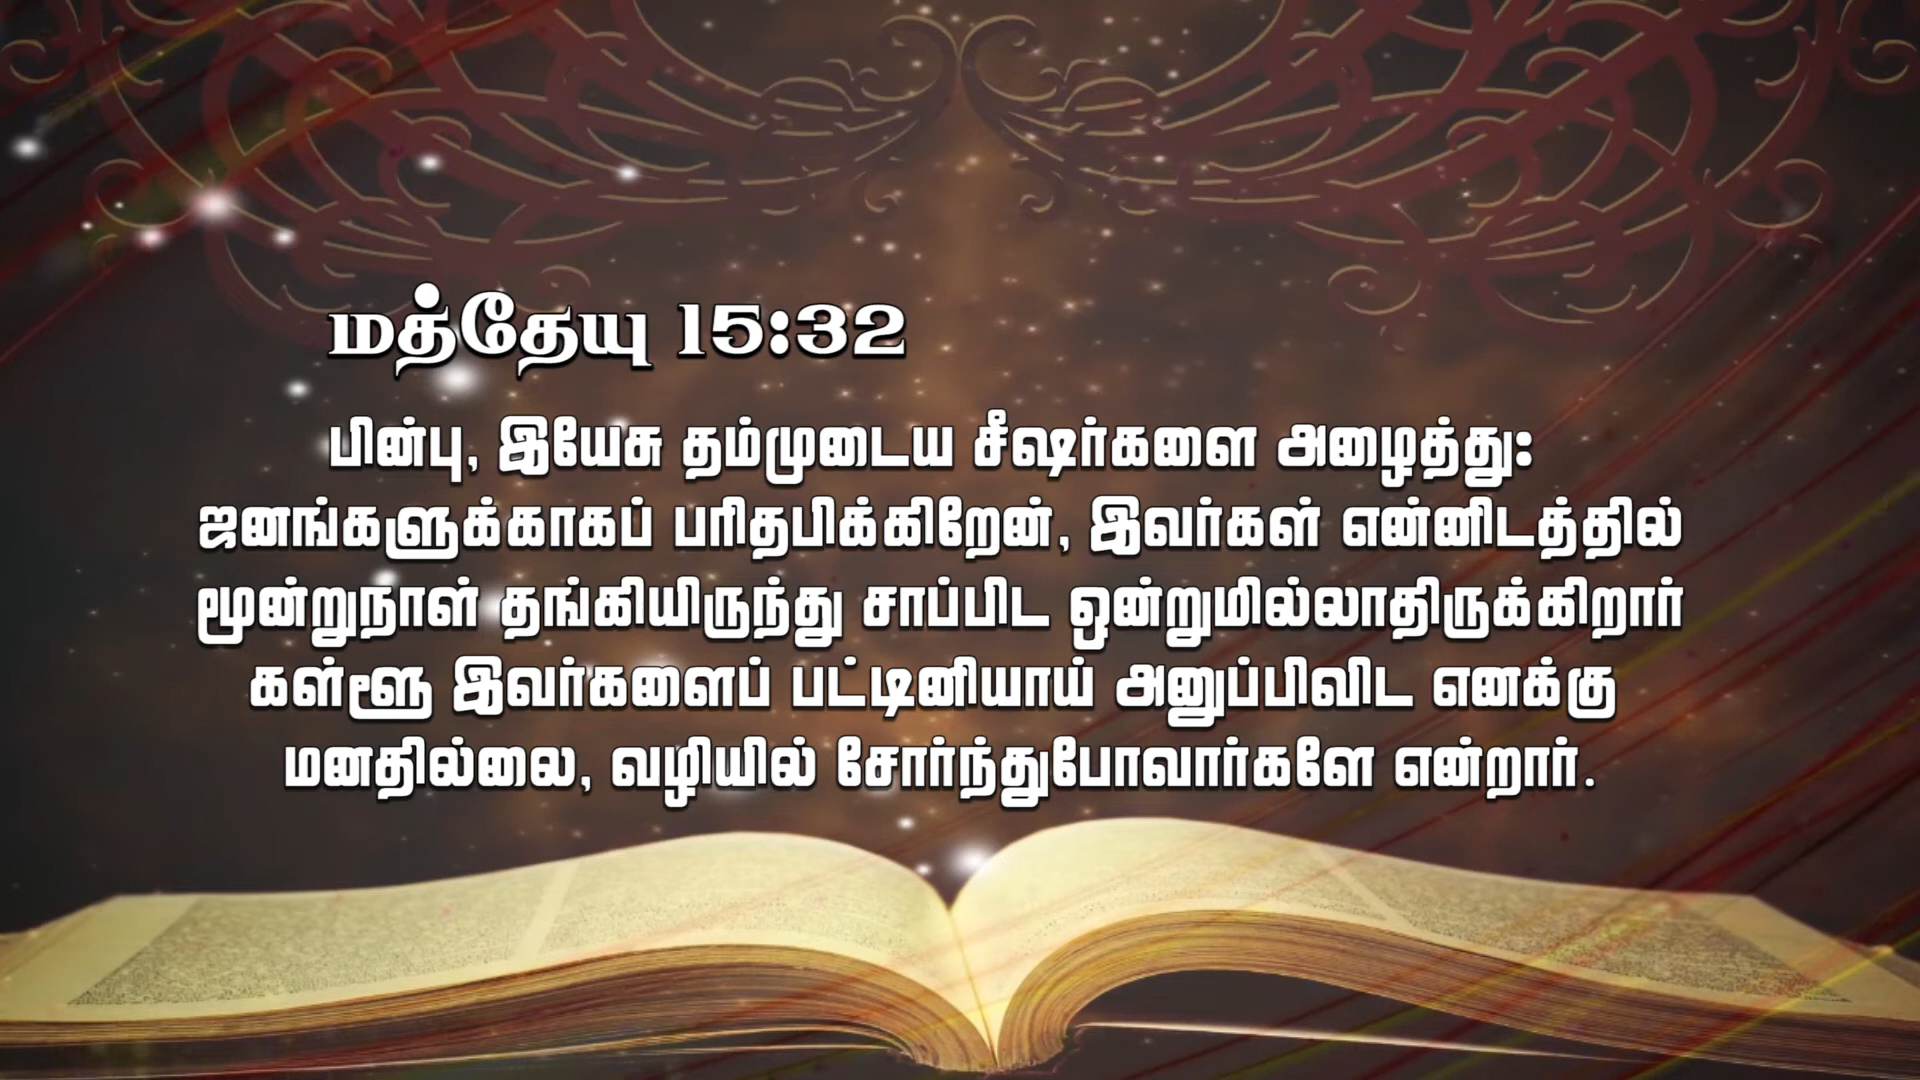 மத்தேயு 15:32
பின்பு, இயேசு தம்முடைய சீஷர்களை அழைத்து:
ஜனங்களுக்காகப் பரிதபிக்கிறேன், இவர்கள் என்னிடத்தில்
மூன்றுநாள் தங்கியிருந்து சாப்பிட ஒன்றுமில்லாதிருக்கிறார்
கள்ளூ இவர்களைப் பட்டினியாய் அனுப்பிவிட எனக்கு
மனதில்லை, வழியில் சோர்ந்துபோவார்களே என்றார்.